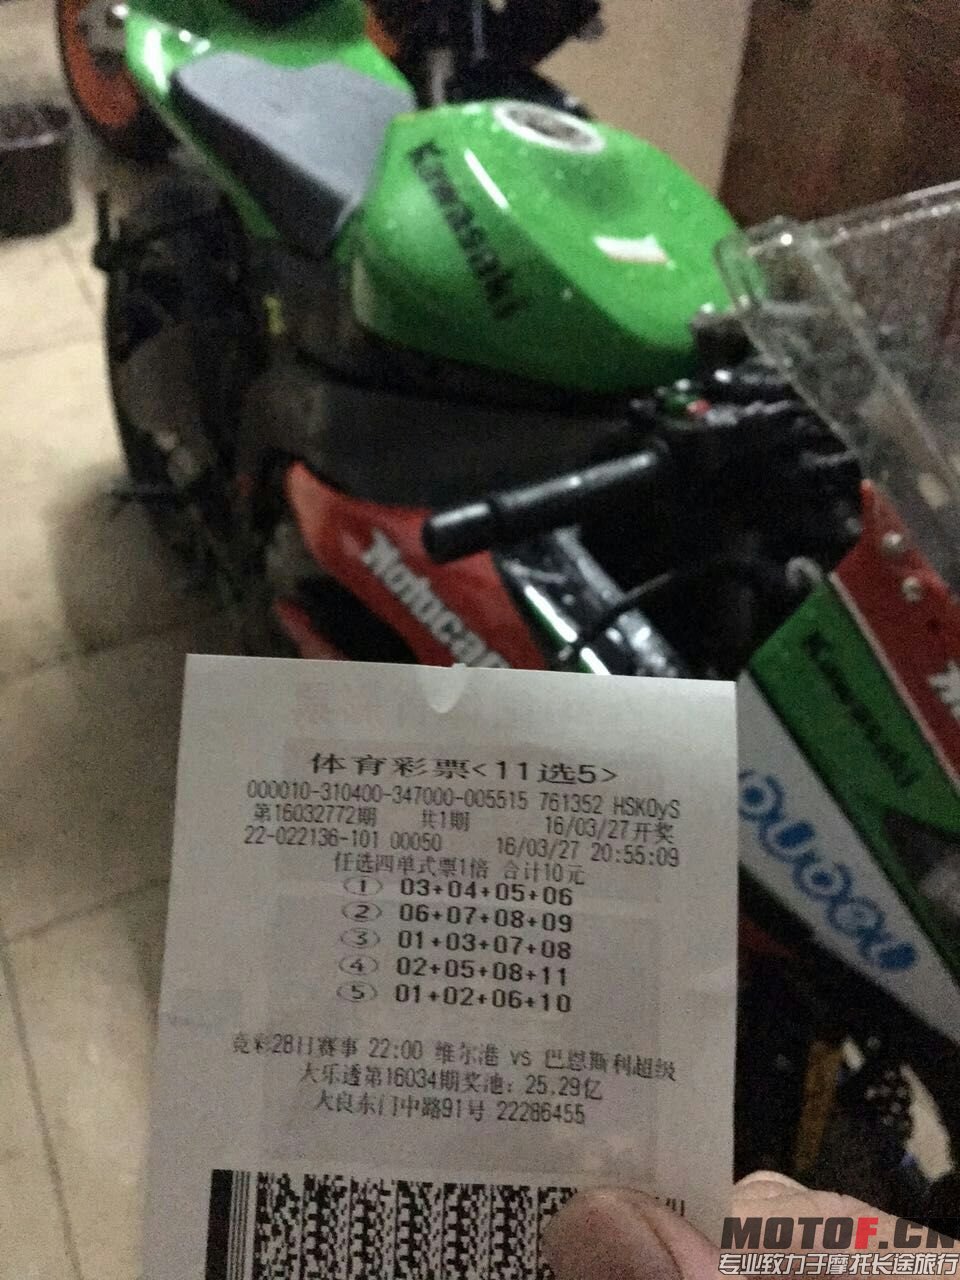 Kawasaki
Motocard
Kawasaki
体育彩票<11选5>
000010-310400-347000-005515 761352 HSK0yS
第16032772期 共1期 16/03/27开奖
22-022136-101 00050 16/03/27 20:55:09
任选四单式票1倍 合计10元
① 03+04+05+06
② 06+07+08+09
③ 01+03+07+08
④ 02+05+08+11
⑤ 01+02+06+10
竞彩28日赛事 22:00 维尔港 vs 巴恩斯利超级
大乐透第16034期奖池：25.29亿
大良东门中路91号 22286455
MOTOF.CN
专业致力于摩托长途旅行